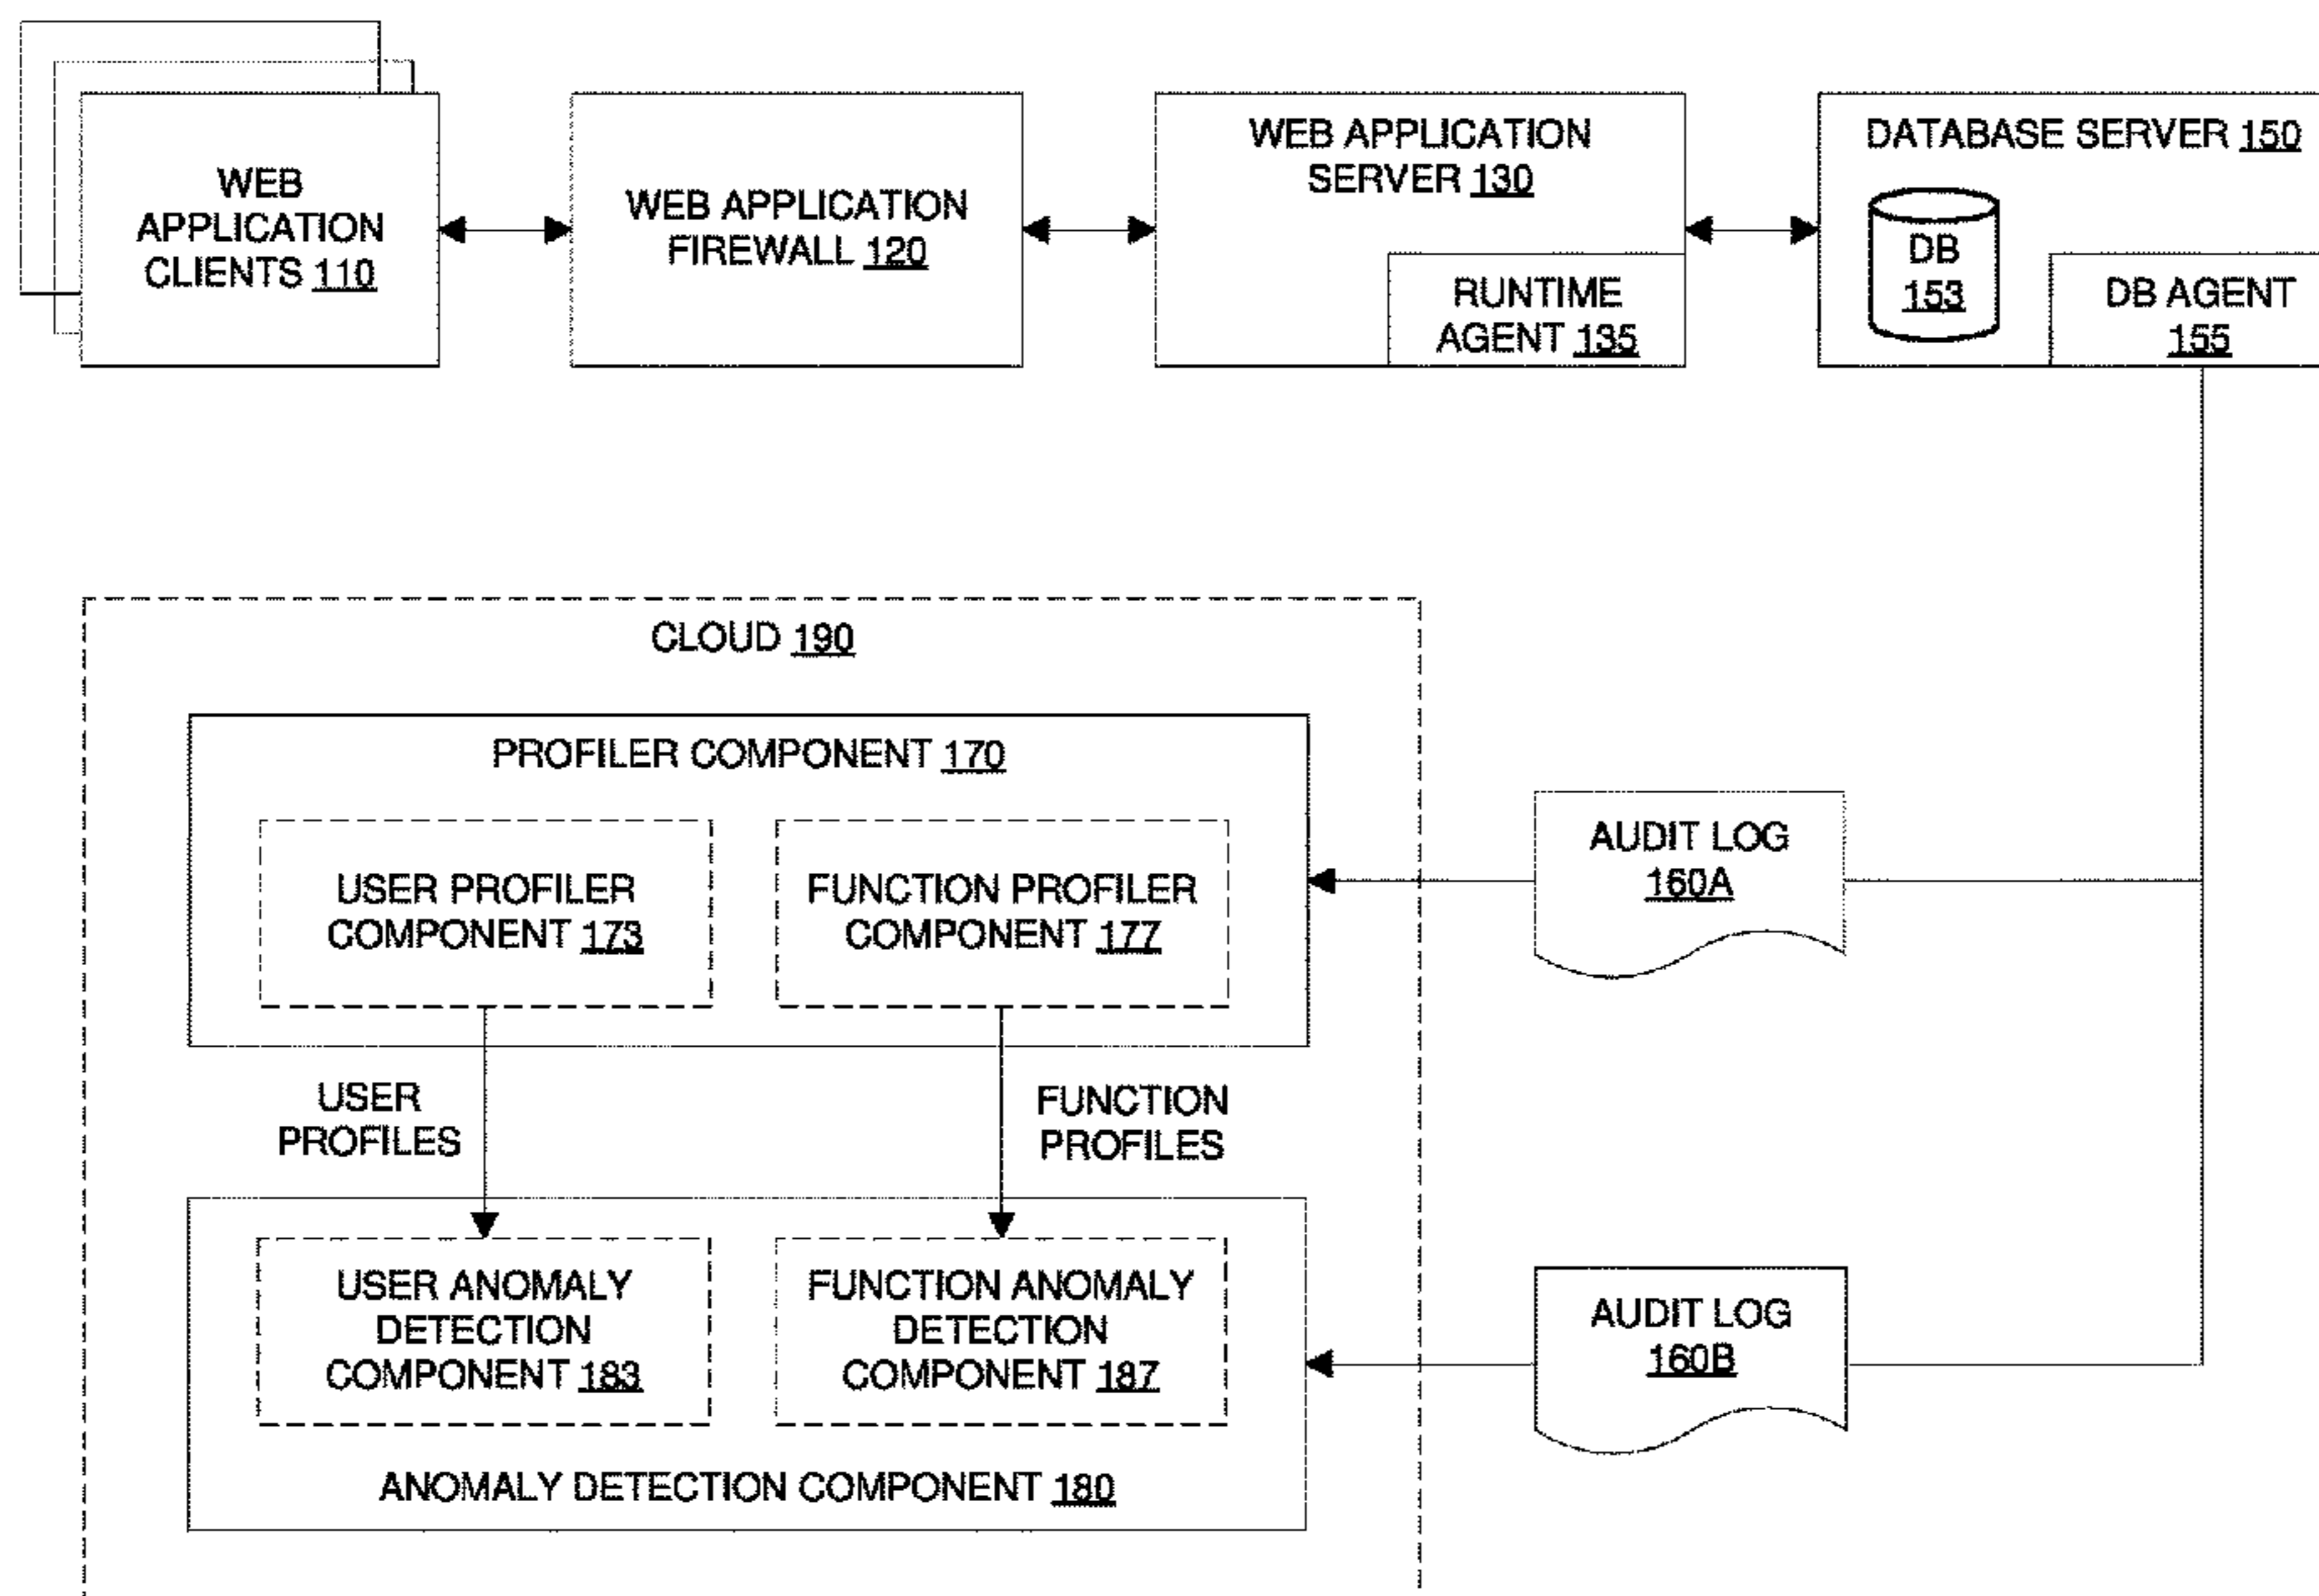 WEB
APPLICATION
CLIENTS 110
WEB APPLICATION
FIREWALL 120
WEB APPLICATION
SERVER 130
RUNTIME
AGENT 135
DATABASE SERVER 150
DB
153
DB AGENT
155
CLOUD 190
PROFILER COMPONENT 170
USER PROFILER
COMPONENT 173
FUNCTION PROFILER
COMPONENT 177
AUDIT LOG
160A
USER
PROFILES
FUNCTION
PROFILES
USER ANOMALY
DETECTION
COMPONENT 183
FUNCTION ANOMALY
DETECTION
COMPONENT 187
AUDIT LOG
160B
ANOMALY DETECTION COMPONENT 180